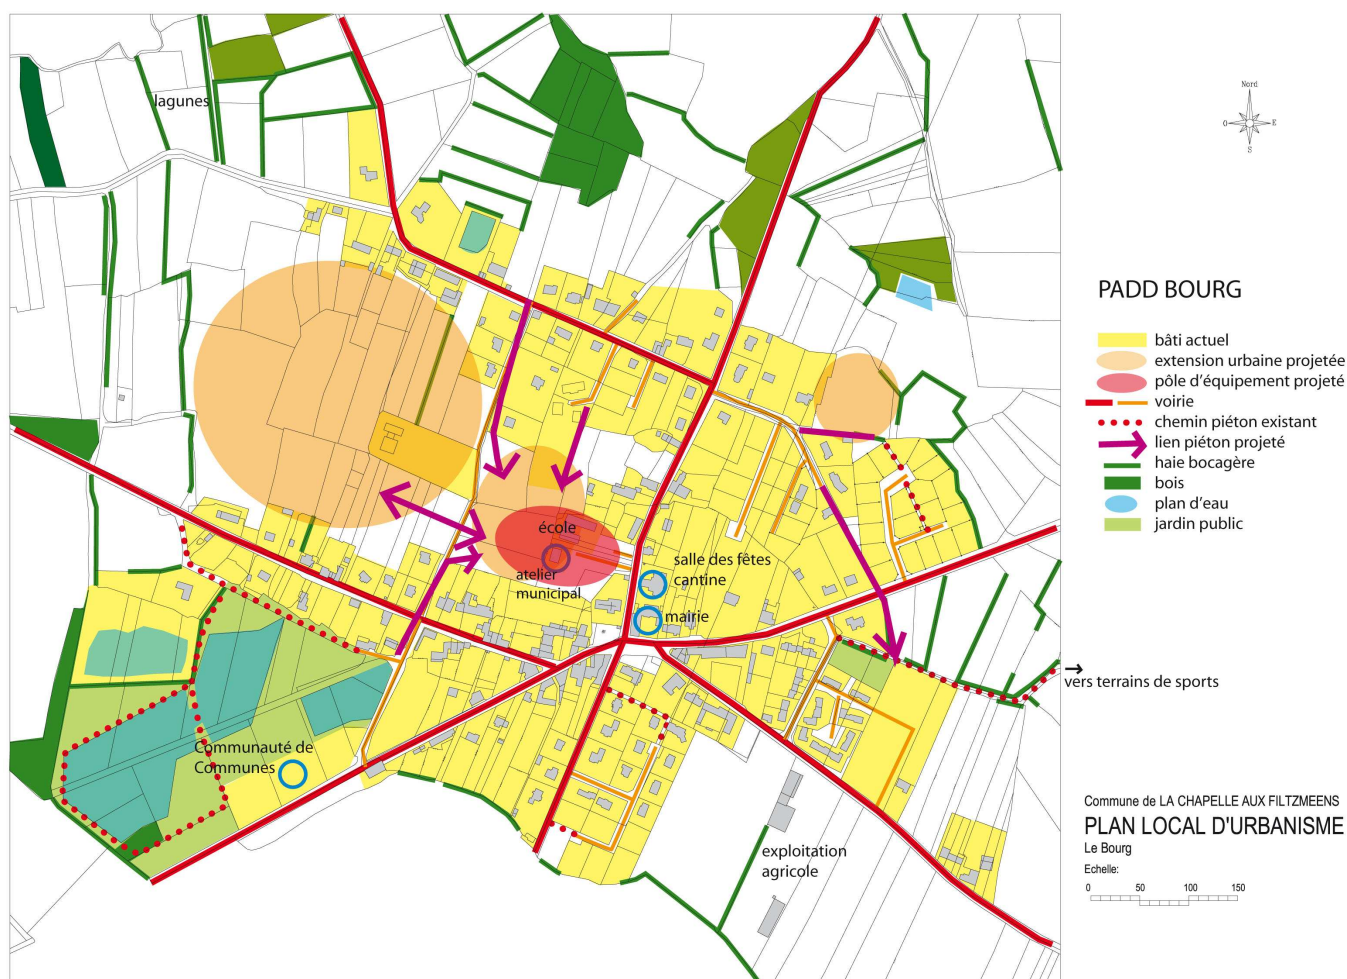 lagunes
Nord
O
E
S
PADD BOURG
bâti actuel
extension urbaine projetée
pôle d'équipement projeté
voirie
chemin piéton existant
lien piéton projeté
haie bocagère
bois
plan d'eau
jardin public
école
atelier
municipal
salle des fêtes
cantine
mairie
→
vers terrains de sports
Communauté de
Communes
exploitation
agricole
Commune de LA CHAPELLE AUX FILTZMEENS
PLAN LOCAL D'URBANISME
Le Bourg
Echelle:
0 50 100 150